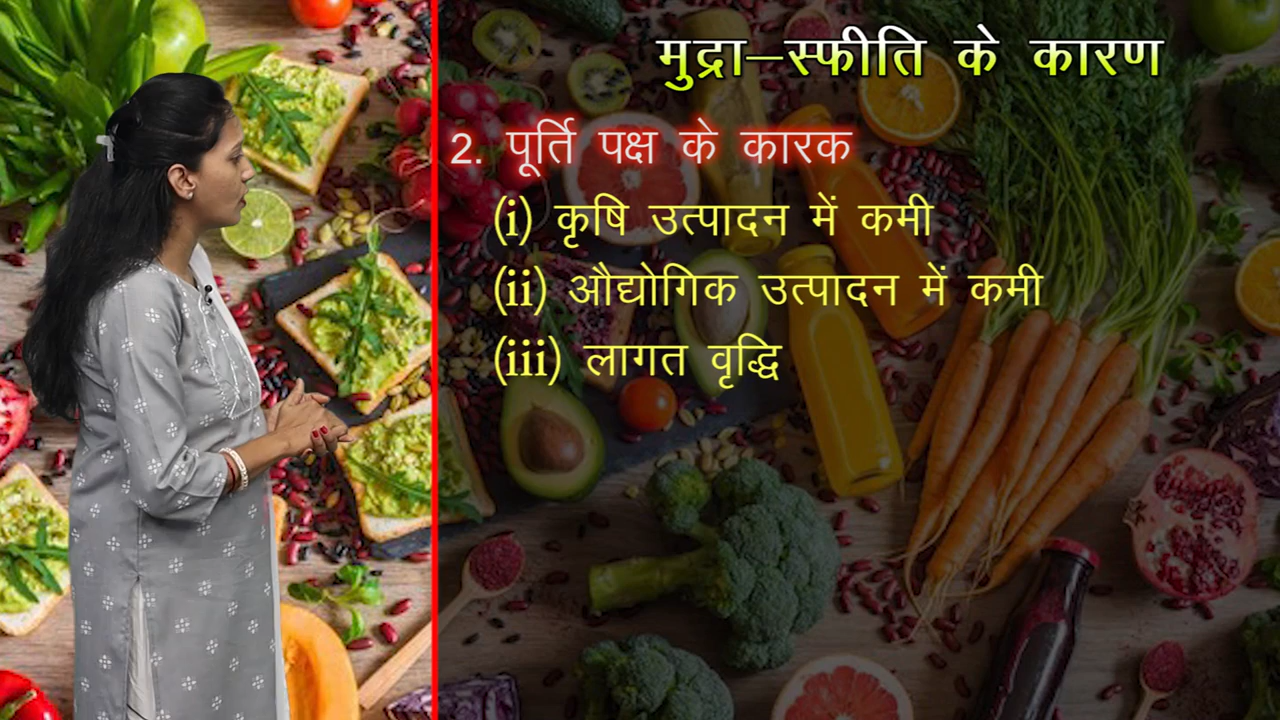 मुद्रा–स्फीति के कारण
2. पूर्ति पक्ष के कारक
(i) कृषि उत्पादन में कमी
(ii) औद्योगिक उत्पादन में कमी
(iii) लागत वृद्धि